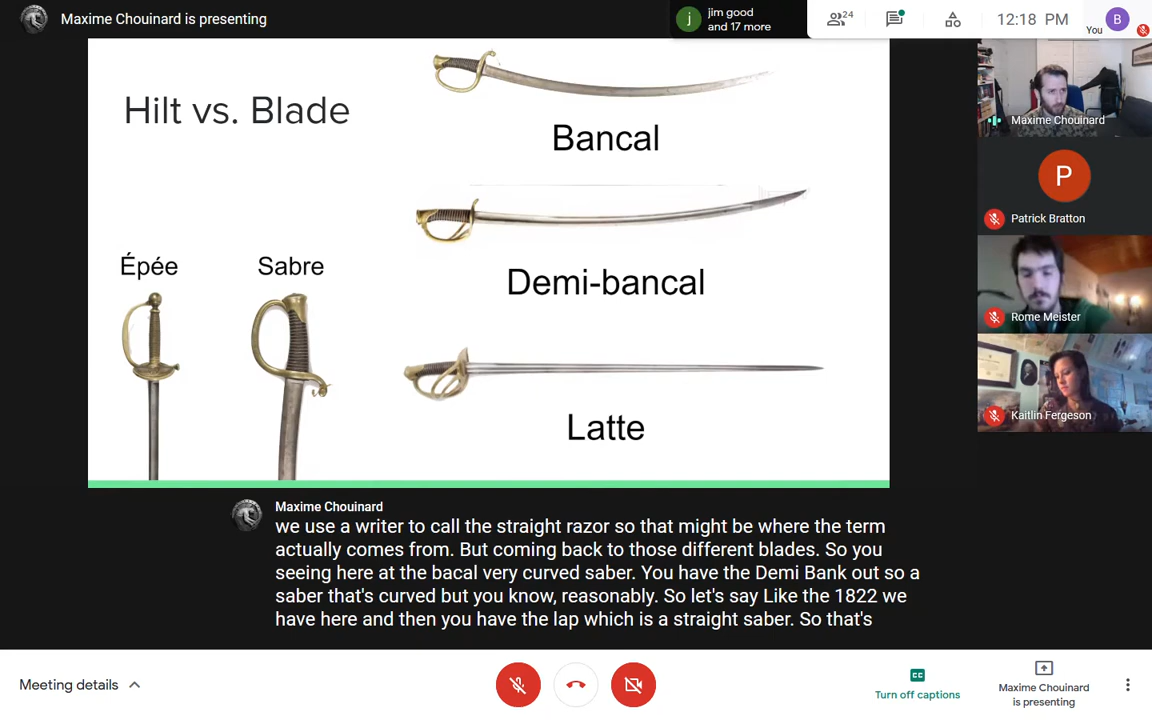 Maxime Chouinard is presenting
j
jim good
and 17 more
24
12:18 PM
You
B
Hilt vs. Blade
Bancal
Demi-bancal
Épée
Sabre
Latte
Maxime Chouinard
P
Patrick Bratton
Rome Meister
Kaitlin Fergeson
Maxime Chouinard
we use a writer to call the straight razor so that might be where the term
actually comes from. But coming back to those different blades. So you
seeing here at the bacal very curved saber. You have the Demi Bank out so a
saber that's curved but you know, reasonably. So let's say Like the 1822 we
have here and then you have the lap which is a straight saber. So that's
Meeting details
CC
Turn off captions
Maxime Chouinard
is presenting